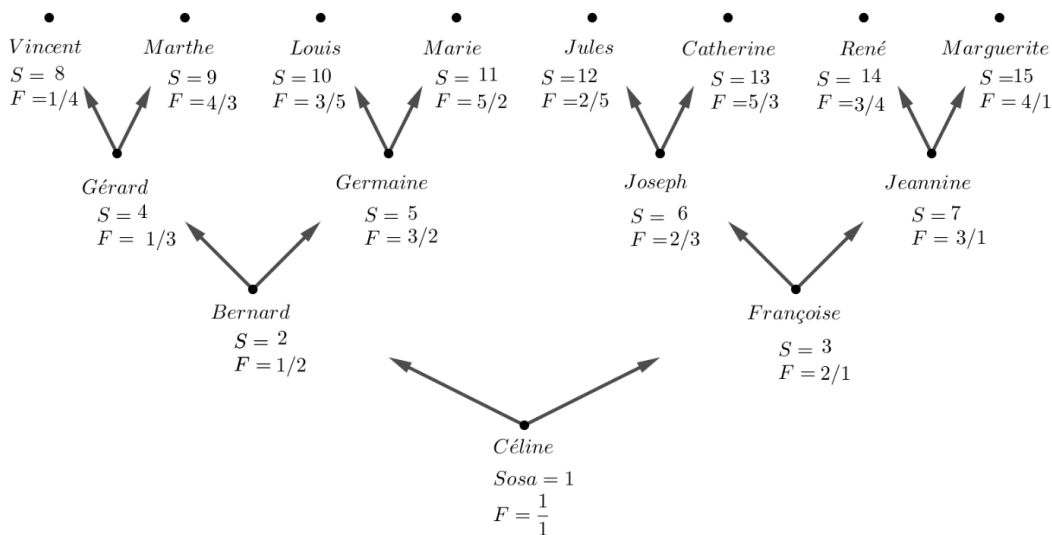 Vincent Marthe Louis Marie Jules Catherine René Marguerite
S = 8 S = 9 S = 10 S = 11 S = 12 S = 13 S = 14 S = 15
F = 1/4 F = 4/3 F = 3/5 F = 5/2 F = 2/5 F = 5/3 F = 3/4 F = 4/1
Gérard Germaine Joseph Jeannine
S = 4 S = 5 S = 6 S = 7
F = 1/3 F = 3/2 F = 2/3 F = 3/1
Bernard Françoise
S = 2 S = 3
F = 1/2 F = 2/1
Céline
Sosa = 1
F = 1/1